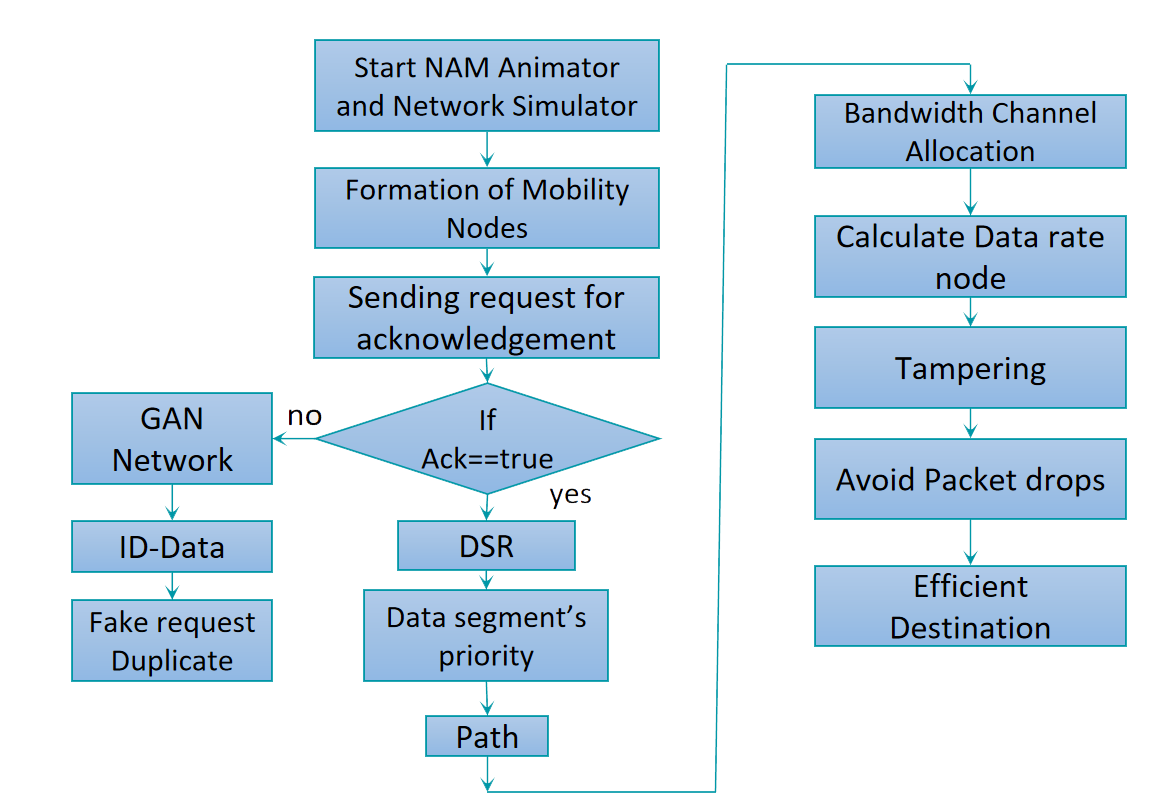 Start NAM Animator
and Network Simulator
Formation of Mobility
Nodes
Sending request for
acknowledgement
If
Ack==true
no
GAN
Network
ID-Data
Fake request
Duplicate
yes
DSR
Data segment’s
priority
Path
Bandwidth Channel
Allocation
Calculate Data rate
node
Tampering
Avoid Packet drops
Efficient
Destination